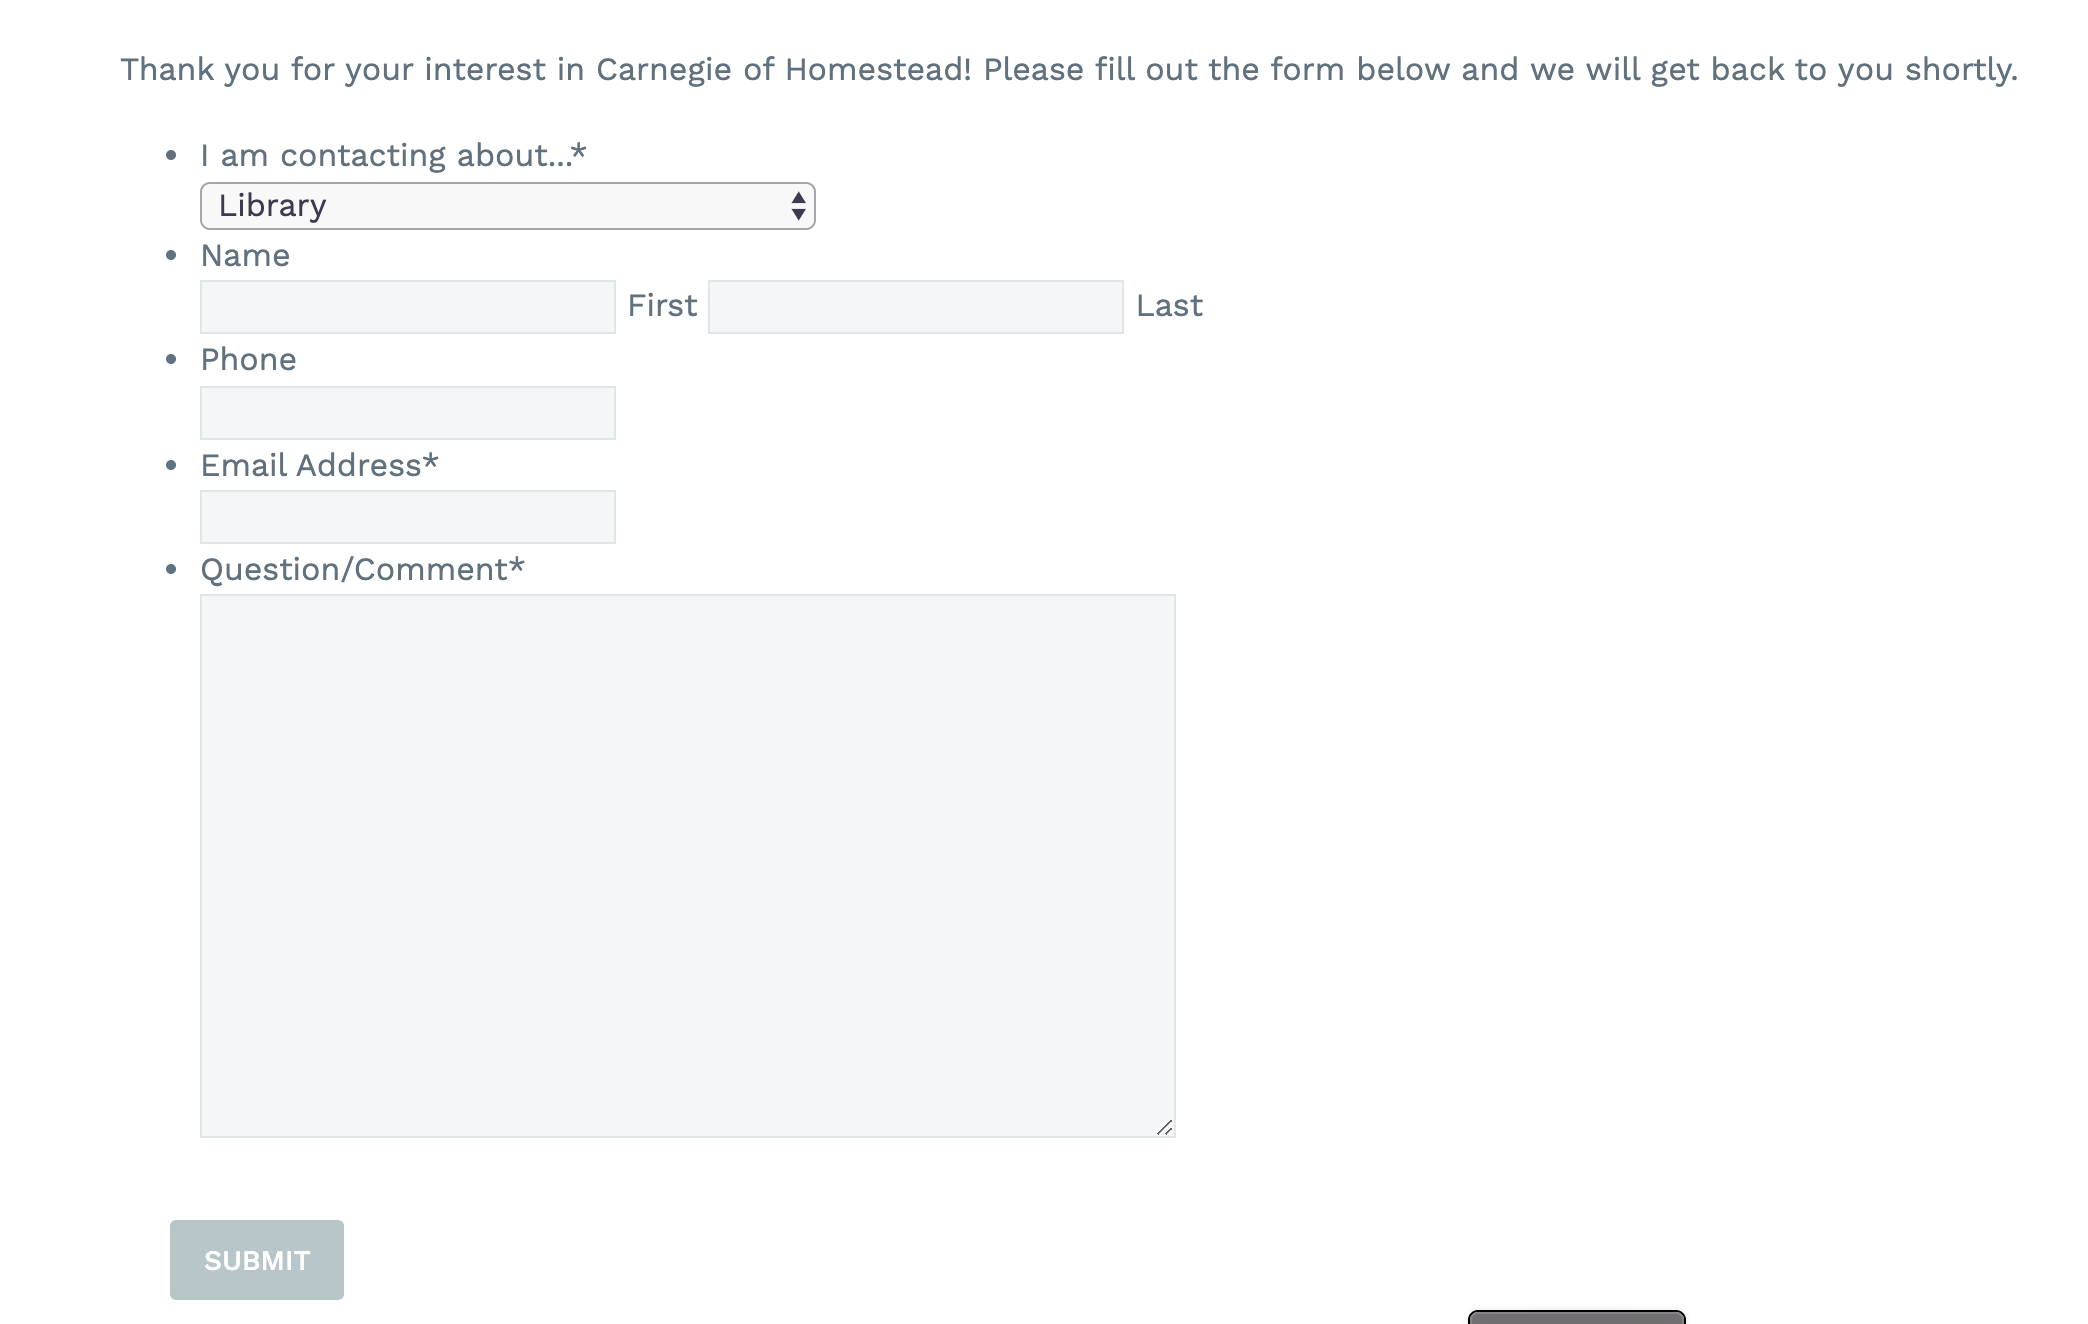 Thank you for your interest in Carnegie of Homestead! Please fill out the form below and we will get back to you shortly.
I am contacting about...*
Library
Name
First Last
Phone
Email Address*
Question/Comment*
SUBMIT